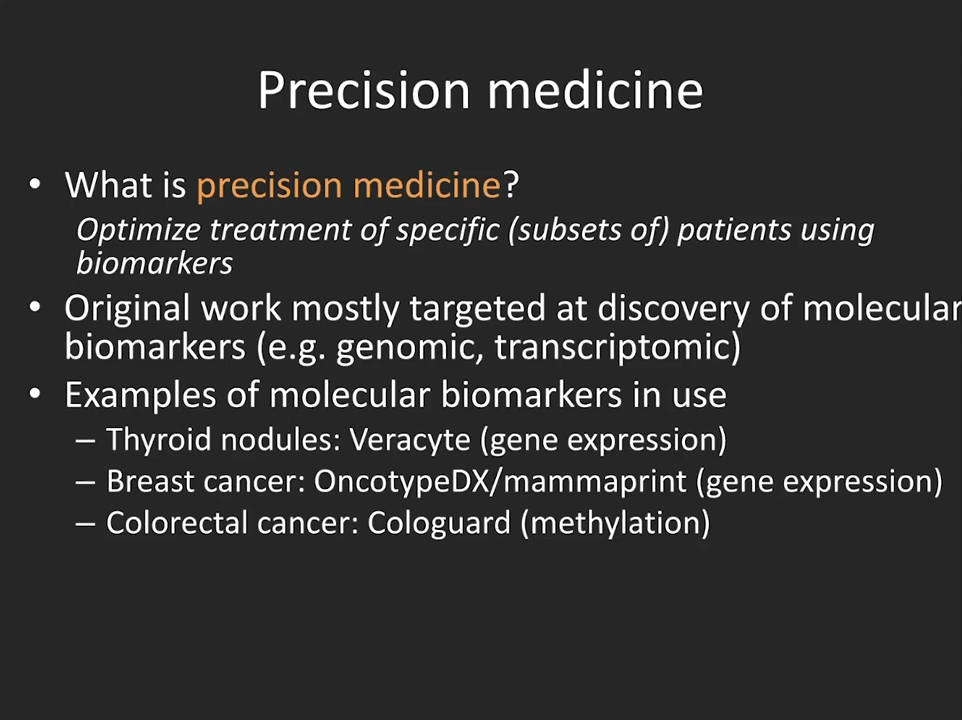 Precision medicine
• What is precision medicine?
Optimize treatment of specific (subsets of) patients using
biomarkers
• Original work mostly targeted at discovery of molecular
biomarkers (e.g. genomic, transcriptomic)
• Examples of molecular biomarkers in use
– Thyroid nodules: Veracyte (gene expression)
– Breast cancer: OncotypeDX/mammaprint (gene expression)
– Colorectal cancer: Cologuard (methylation)